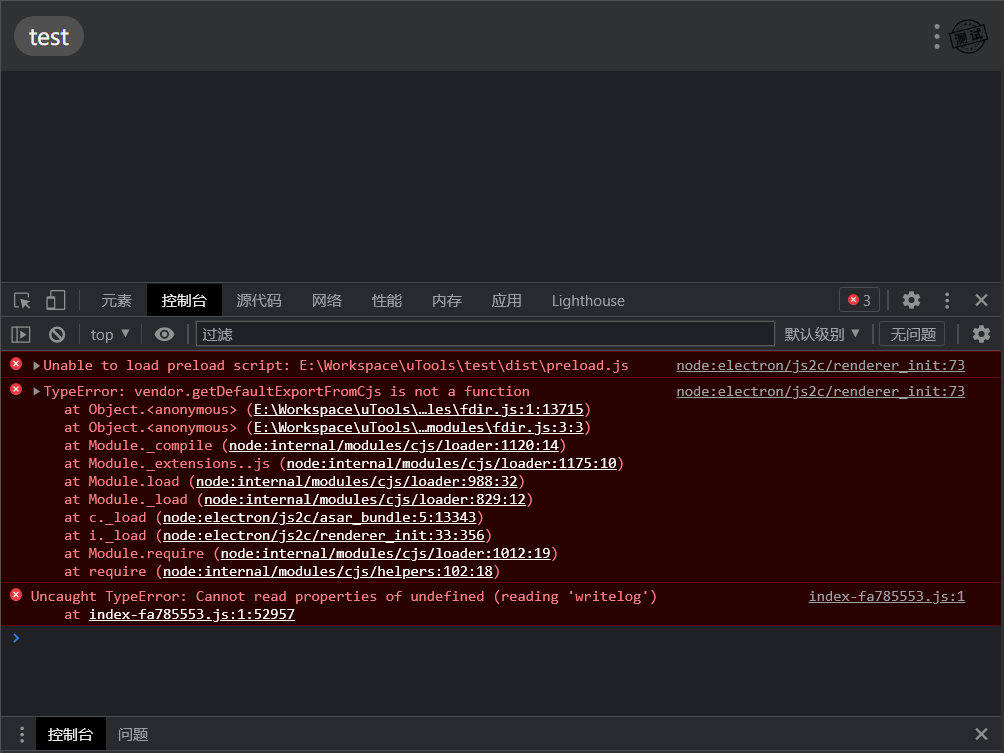 test
测试
元素 控制台 源代码 网络 性能 内存 应用 Lighthouse 3
top 过滤 默认级别 无问题
Unable to load preload script: E:\Workspace\uTools\test\dist\preload.js node:electron/js2c/renderer_init:73
TypeError: vendor.getDefaultExportFromCjs is not a function node:electron/js2c/renderer_init:73
at Object.<anonymous> (E:\Workspace\uTools\…les\fdir.js:1:13715)
at Object.<anonymous> (E:\Workspace\uTools\…modules\fdir.js:3:3)
at Module._compile (node:internal/modules/cjs/loader:1120:14)
at Module._extensions..js (node:internal/modules/cjs/loader:1175:10)
at Module.load (node:internal/modules/cjs/loader:988:32)
at Module._load (node:internal/modules/cjs/loader:829:12)
at c._load (node:electron/js2c/asar_bundle:5:13343)
at i._load (node:electron/js2c/renderer_init:33:356)
at Module.require (node:internal/modules/cjs/loader:1012:19)
at require (node:internal/modules/cjs/helpers:102:18)
Uncaught TypeError: Cannot read properties of undefined (reading 'writelog') index-fa785553.js:1
at index-fa785553.js:1:52957
控制台 问题